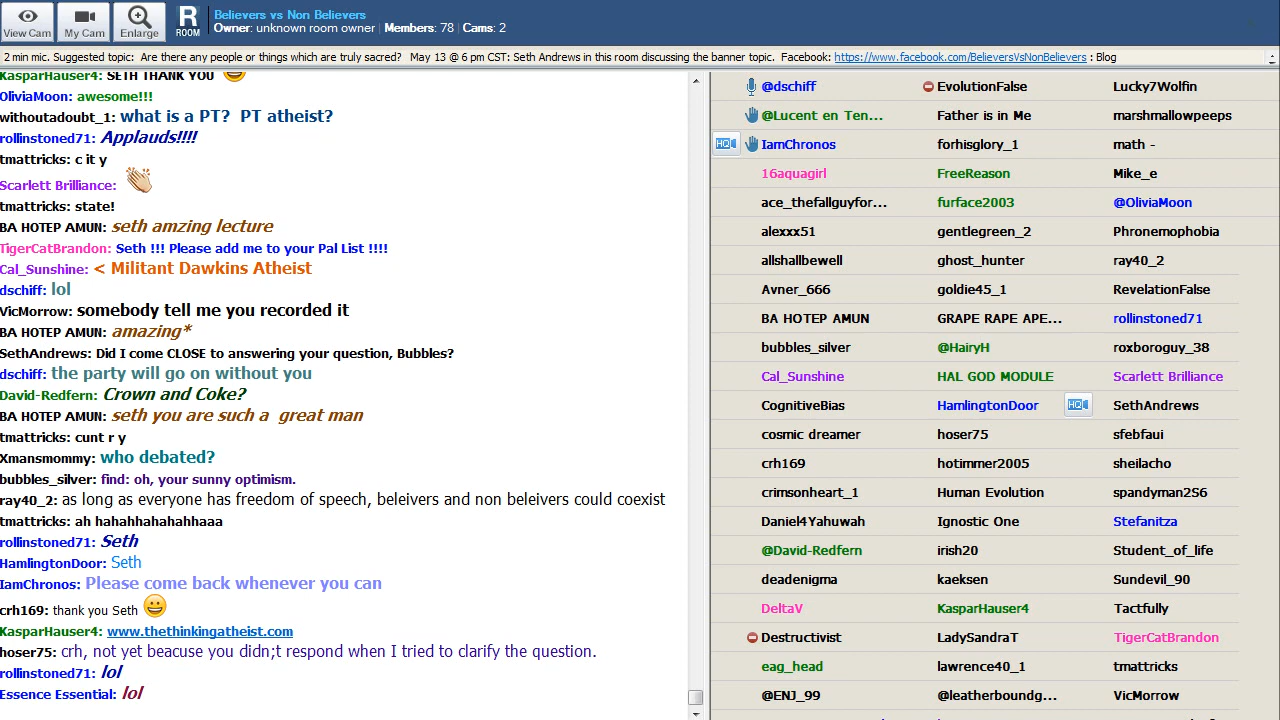 View Cam
My Cam
Enlarge
R
ROOM
Believers vs Non Believers
Owner: unknown room owner | Members: 78 | Cams: 2
2 min mic. Suggested topic: Are there any people or things which are truly sacred? May 13 @ 6 pm CST: Seth Andrews in this room discussing the banner topic. Facebook: https://www.facebook.com/BelieversVsNonBelievers : Blog
KasparHauser4: SETH THANK YOU
OliviaMoon: awesome!!!
withoutadoubt_1: what is a PT? PT atheist?
rollinstoned71: Applauds!!!!
tmattricks: c it y
Scarlett Brilliance:
tmattricks: state!
BA HOTEP AMUN: seth amzing lecture
TigerCatBrandon: Seth !!! Please add me to your Pal List !!!!
Cal_Sunshine: < Militant Dawkins Atheist
dschiff: lol
VicMorrow: somebody tell me you recorded it
BA HOTEP AMUN: amazing*
SethAndrews: Did I come CLOSE to answering your question, Bubbles?
dschiff: the party will go on without you
David-Redfern: Crown and Coke?
BA HOTEP AMUN: seth you are such a great man
tmattricks: cunt r y
Xmansmommy: who debated?
bubbles_silver: find: oh, your sunny optimism.
ray40_2: as long as everyone has freedom of speech, beleivers and non beleivers could coexist
tmattricks: ah hahahhahahahhaaa
rollinstoned71: Seth
HamlingtonDoor: Seth
IamChronos: Please come back whenever you can
crh169: thank you Seth
KasparHauser4: www.thethinkingatheist.com
hoser75: crh, not yet beacuse you didn;t respond when I tried to clarify the question.
rollinstoned71: lol
Essence Essential: lol
@dschiff EvolutionFalse Lucky7Wolfin
@Lucent en Ten... Father is in Me marshmallowpeeps
HQ IamChronos forhisglory_1 math -
16aquagirl FreeReason Mike_e
ace_thefallguyfor... furface2003 @OliviaMoon
alexxx51 gentlegreen_2 Phronemophobia
allshallbewell ghost_hunter ray40_2
Avner_666 goldie45_1 RevelationFalse
BA HOTEP AMUN GRAPE RAPE APE... rollinstoned71
bubbles_silver @HairyH roxboroguy_38
Cal_Sunshine HAL GOD MODULE Scarlett Brilliance
CognitiveBias HamlingtonDoor HQ SethAndrews
cosmic dreamer hoser75 sfebfaui
crh169 hotimmer2005 sheilacho
crimsonheart_1 Human Evolution spandyman2S6
Daniel4Yahuwah Ignostic One Stefanitza
@David-Redfern irish20 Student_of_life
deadenigma kaeksen Sundevil_90
DeltaV KasparHauser4 Tactfully
Destructivist LadySandraT TigerCatBrandon
eag_head lawrence40_1 tmattricks
@ENJ_99 @leatherboundg... VicMorrow